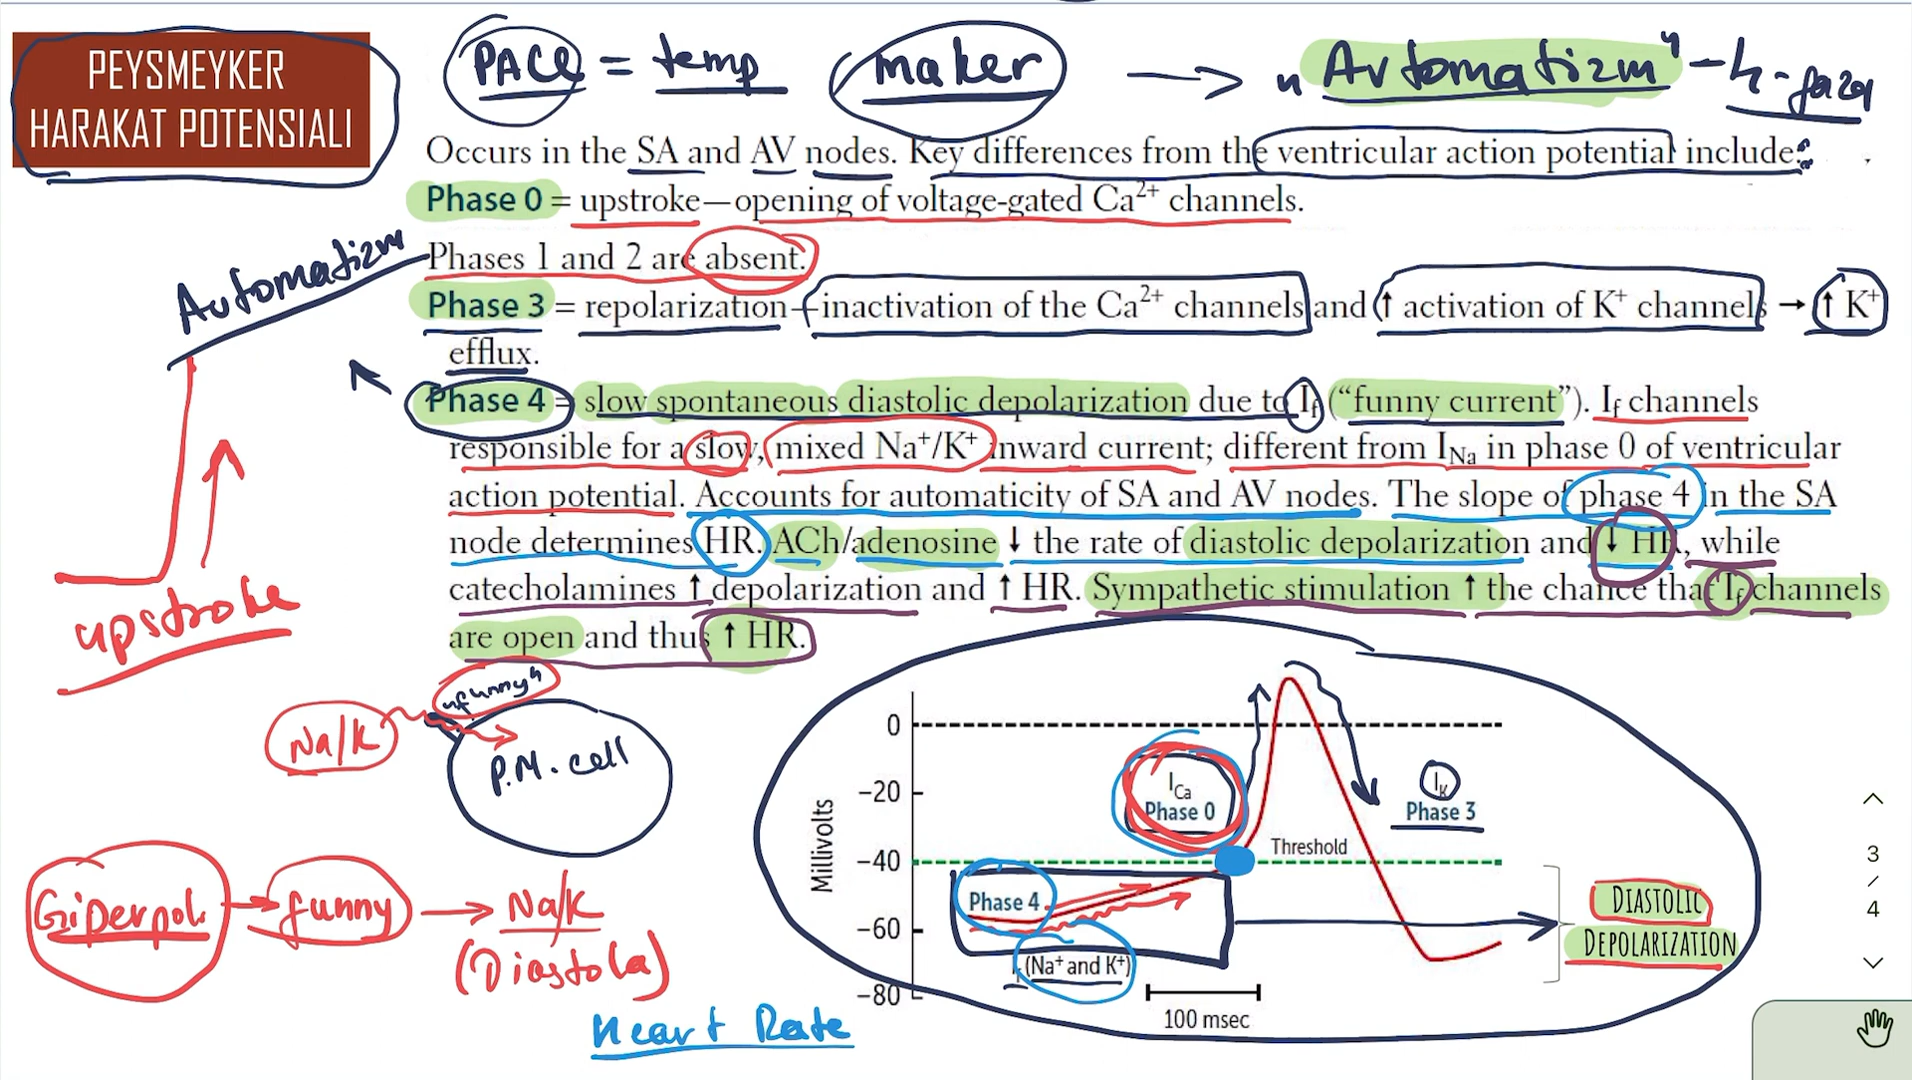 PEYSMEYKER
HARAKAT POTENSIALI
PACE = temp maker → "Avtomatizm" - 4-faza
Occurs in the SA and AV nodes. Key differences from the ventricular action potential include:
Phase 0 = upstroke—opening of voltage-gated Ca²⁺ channels.
Phases 1 and 2 are absent.
Phase 3 = repolarization—inactivation of the Ca²⁺ channels and ↑ activation of K⁺ channels → ↑ K⁺
efflux.
Phase 4 = slow spontaneous diastolic depolarization due to If ("funny current"). If channels
responsible for a slow, mixed Na⁺/K⁺ inward current; different from INa in phase 0 of ventricular
action potential. Accounts for automaticity of SA and AV nodes. The slope of phase 4 in the SA
node determines HR. ACh/adenosine ↓ the rate of diastolic depolarization and ↓ HR, while
catecholamines ↑ depolarization and ↑ HR. Sympathetic stimulation ↑ the chance that If channels
are open and thus ↑ HR.
Avtomatizm
upstroke
Na/K
"funny"
P.M. cell
Giperpol. → funny → Na/K
(Diastola)
Heart Rate
Millivolts
0
−20
−40
−60
−80
ICa
Phase 0
IK
Phase 3
Threshold
Phase 4
If (Na⁺ and K⁺)
100 msec
DIASTOLIC
DEPOLARIZATION
3
/
4